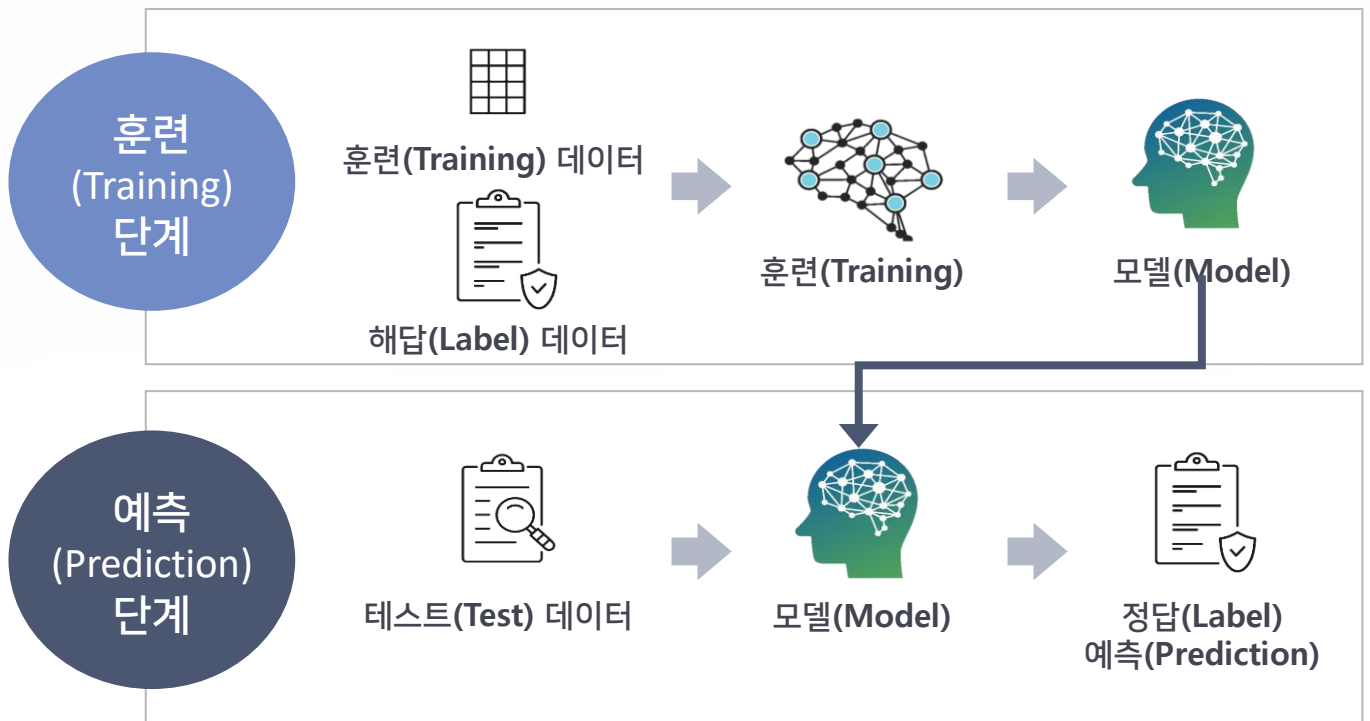 훈련
(Training)
단계
훈련(Training) 데이터
해답(Label) 데이터
훈련(Training)
모델(Model)
예측
(Prediction)
단계
테스트(Test) 데이터
모델(Model)
정답(Label)
예측(Prediction)